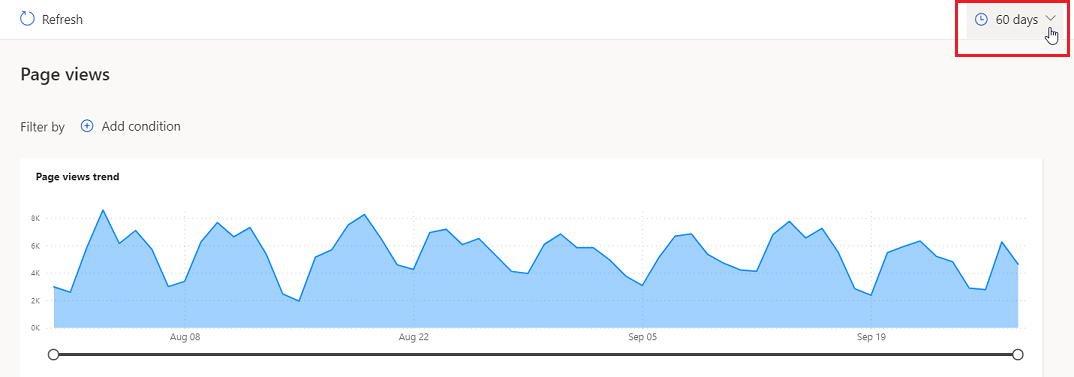 Refresh
60 days
Page views
Filter by Add condition
Page views trend
8K
6K
4K
2K
0K
Aug 08 Aug 22 Sep 05 Sep 19